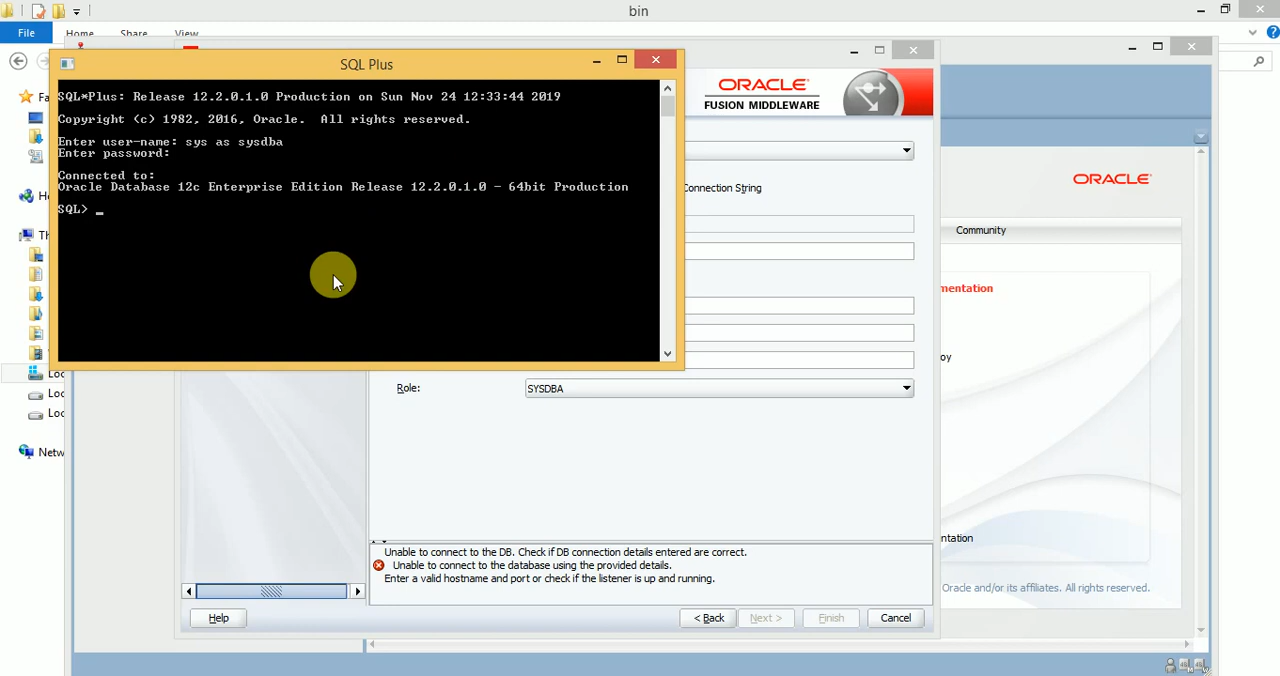 bin
File
Home
Share
View
SQL Plus
SQL*Plus: Release 12.2.0.1.0 Production on Sun Nov 24 12:33:44 2019
Copyright (c) 1982, 2016, Oracle.  All rights reserved.
Enter user-name: sys as sysdba
Enter password:
Connected to:
Oracle Database 12c Enterprise Edition Release 12.2.0.1.0 - 64bit Production
SQL>
ORACLE
FUSION MIDDLEWARE
Connection String
ORACLE
Community
mentation
oy
ntation
Oracle and/or its affiliates. All rights reserved.
Fa
H
Th
Loc
Loc
Loc
Netw
Role:
SYSDBA
Unable to connect to the DB. Check if DB connection details entered are correct.
Unable to connect to the database using the provided details.
Enter a valid hostname and port or check if the listener is up and running.
Help
< Back
Next >
Finish
Cancel